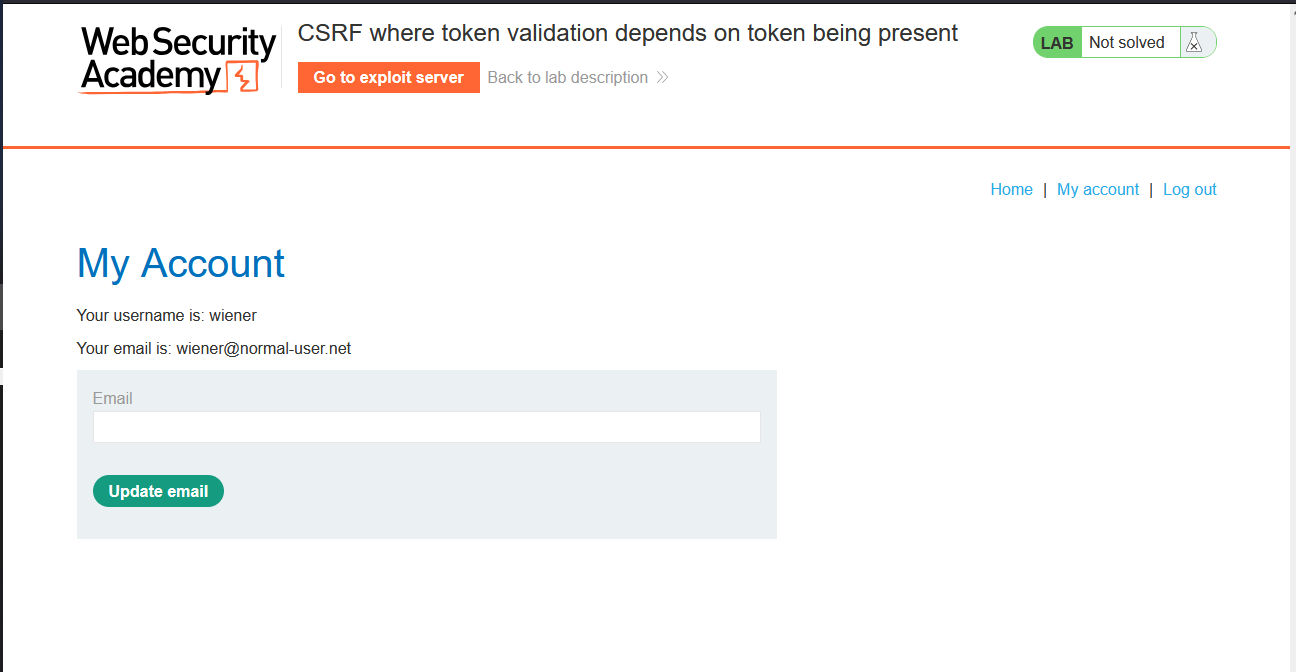 Web Security
Academy
CSRF where token validation depends on token being present
Go to exploit server Back to lab description
LAB Not solved
Home | My account | Log out
My Account
Your username is: wiener
Your email is: wiener@normal-user.net
Email
Update email